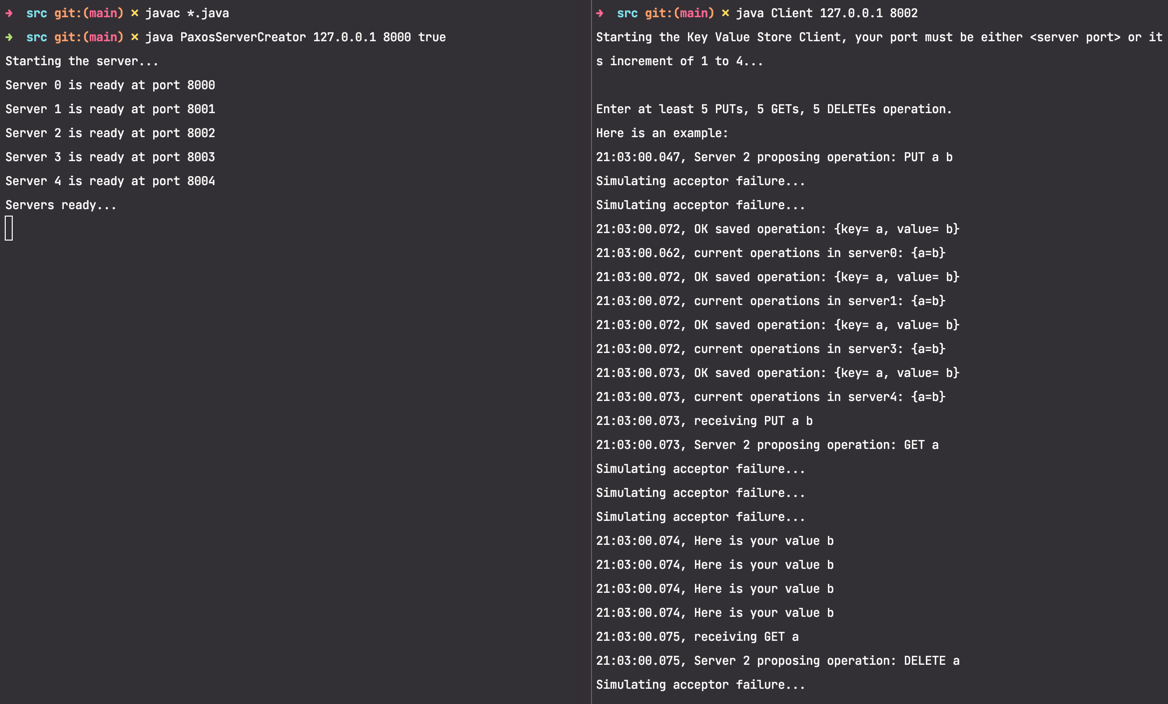 ➜ src git:(main) ✗ javac *.java
➜ src git:(main) ✗ java PaxosServerCreator 127.0.0.1 8000 true
Starting the server...
Server 0 is ready at port 8000
Server 1 is ready at port 8001
Server 2 is ready at port 8002
Server 3 is ready at port 8003
Server 4 is ready at port 8004
Servers ready...
➜ src git:(main) ✗ java Client 127.0.0.1 8002
Starting the Key Value Store Client, your port must be either <server port> or it
s increment of 1 to 4...
Enter at least 5 PUTs, 5 GETs, 5 DELETEs operation.
Here is an example:
21:03:00.047, Server 2 proposing operation: PUT a b
Simulating acceptor failure...
Simulating acceptor failure...
21:03:00.072, OK saved operation: {key= a, value= b}
21:03:00.062, current operations in server0: {a=b}
21:03:00.072, OK saved operation: {key= a, value= b}
21:03:00.072, current operations in server1: {a=b}
21:03:00.072, OK saved operation: {key= a, value= b}
21:03:00.072, current operations in server3: {a=b}
21:03:00.073, OK saved operation: {key= a, value= b}
21:03:00.073, current operations in server4: {a=b}
21:03:00.073, receiving PUT a b
21:03:00.073, Server 2 proposing operation: GET a
Simulating acceptor failure...
Simulating acceptor failure...
Simulating acceptor failure...
21:03:00.074, Here is your value b
21:03:00.074, Here is your value b
21:03:00.074, Here is your value b
21:03:00.074, Here is your value b
21:03:00.075, receiving GET a
21:03:00.075, Server 2 proposing operation: DELETE a
Simulating acceptor failure...